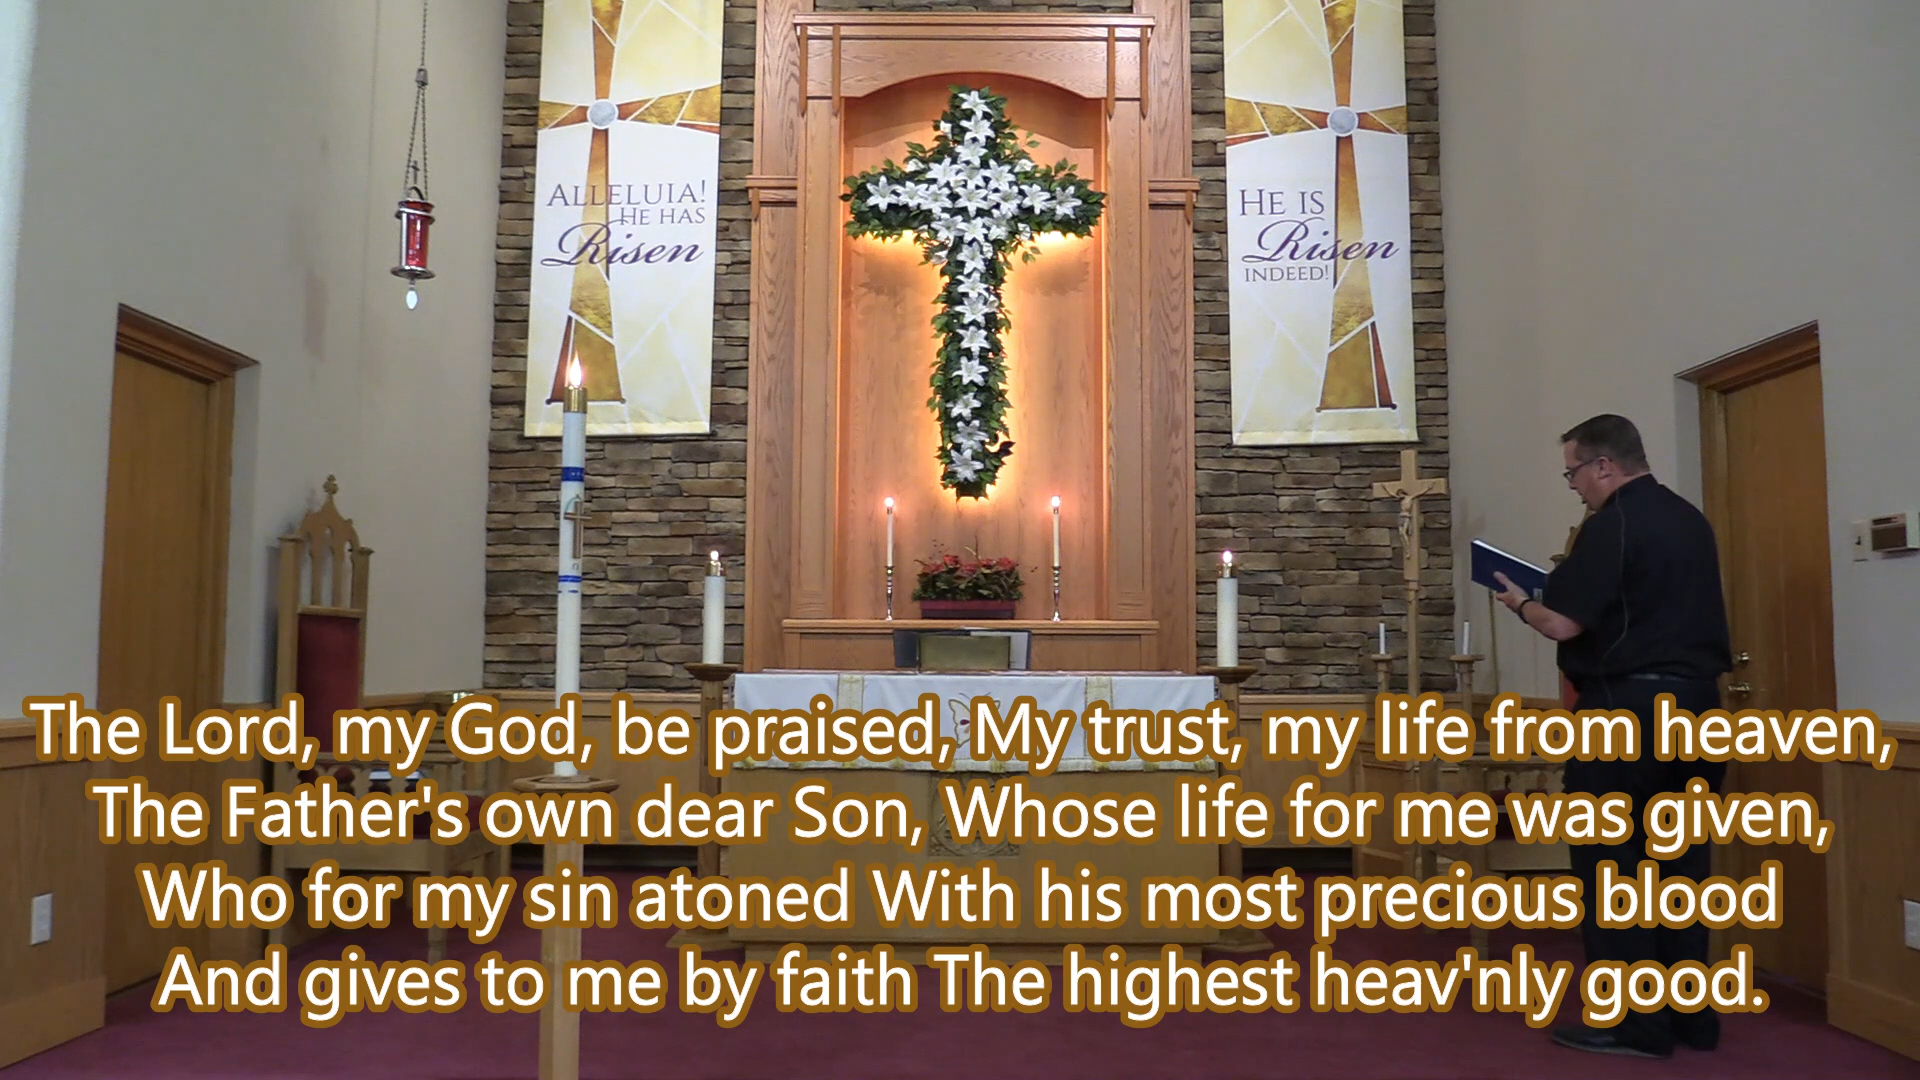 ALLELUIA!
HE HAS
Risen
HE IS
Risen
INDEED!
The Lord, my God, be praised, My trust, my life from heaven,
The Father's own dear Son, Whose life for me was given,
Who for my sin atoned With his most precious blood
And gives to me by faith The highest heav'nly good.